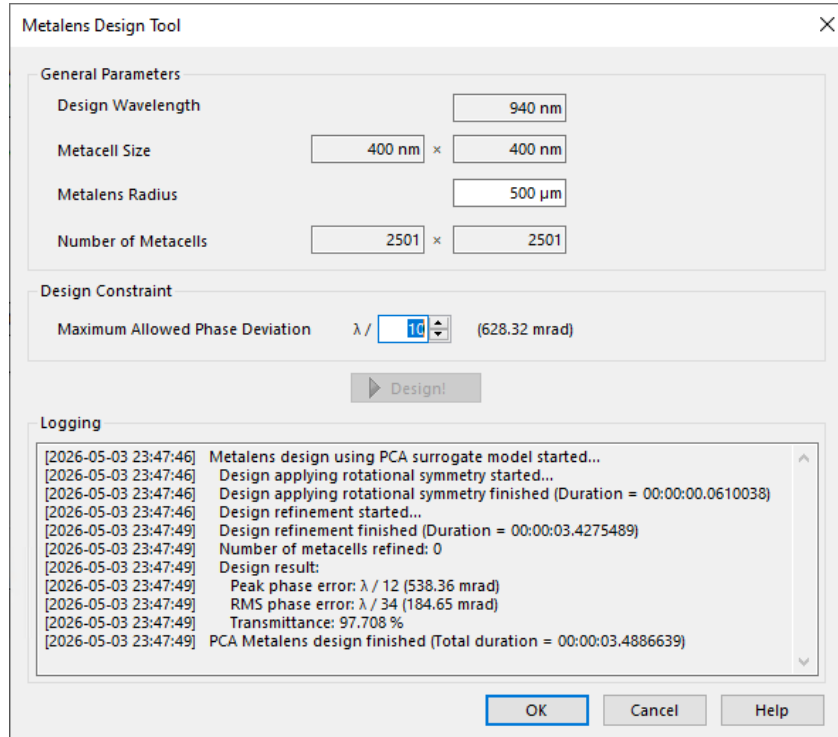 Metalens Design Tool
General Parameters
Design Wavelength 940 nm
Metacell Size 400 nm × 400 nm
Metalens Radius 500 µm
Number of Metacells 2501 × 2501
Design Constraint
Maximum Allowed Phase Deviation λ / 10 (628.32 mrad)
Design!
Logging
[2026-05-03 23:47:46] Metalens design using PCA surrogate model started...
[2026-05-03 23:47:46] Design applying rotational symmetry started...
[2026-05-03 23:47:46] Design applying rotational symmetry finished (Duration = 00:00:00.0610038)
[2026-05-03 23:47:46] Design refinement started...
[2026-05-03 23:47:49] Design refinement finished (Duration = 00:00:03.4275489)
[2026-05-03 23:47:49] Number of metacells refined: 0
[2026-05-03 23:47:49] Design result:
[2026-05-03 23:47:49] Peak phase error: λ / 12 (538.36 mrad)
[2026-05-03 23:47:49] RMS phase error: λ / 34 (184.65 mrad)
[2026-05-03 23:47:49] Transmittance: 97.708 %
[2026-05-03 23:47:49] PCA Metalens design finished (Total duration = 00:00:03.4886639)
OK Cancel Help